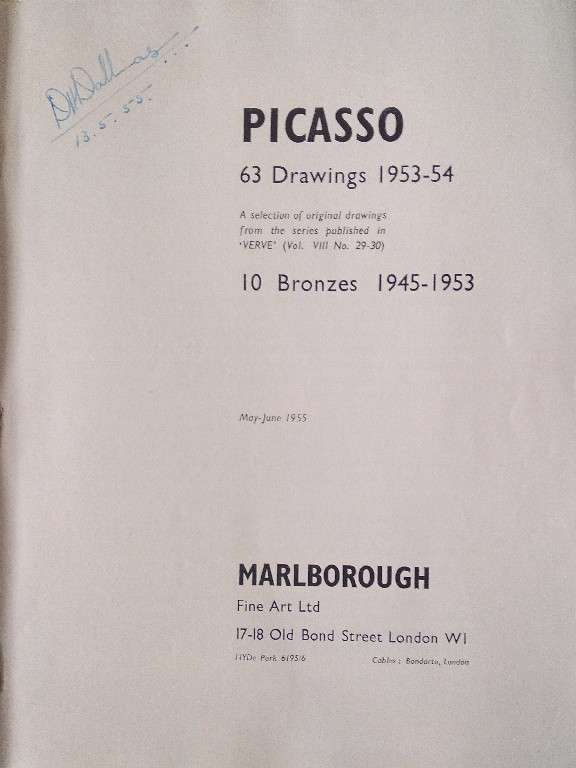 13.5.55.
PICASSO
63 Drawings 1953-54
A selection of original drawings
from the series published in
'VERVE' (Vol. VIII No. 29-30)
10 Bronzes 1945-1953
May-June 1955
MARLBOROUGH
Fine Art Ltd
17-18 Old Bond Street London W1
HYDe Park 6195/6 Cables: Bondarto, London